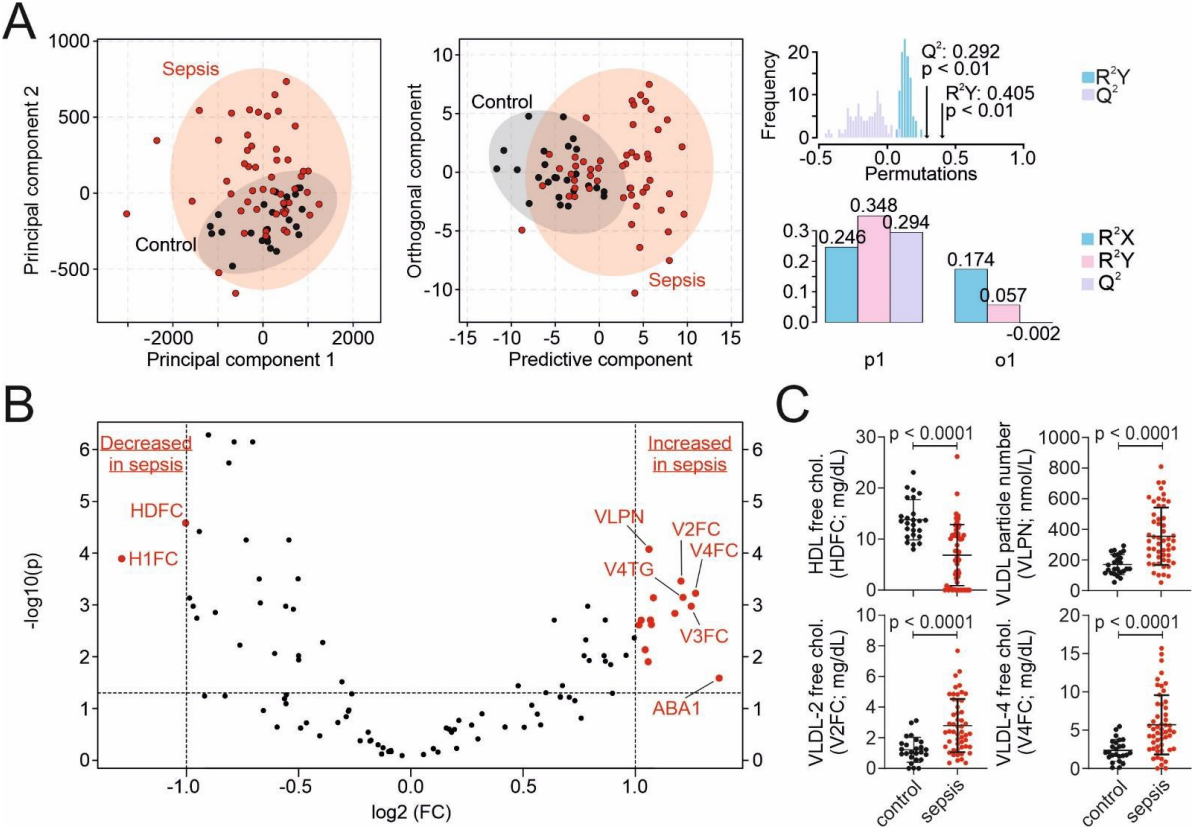 A
1000
500
0
-500
Principal component 2
Sepsis
Control
-2000
0
2000
Principal component 1
10
5
0
-5
-10
Orthogonal component
Control
Sepsis
-15
-10
-5
0
5
10
15
Predictive component
20
10
0
Frequency
Q²: 0.292
p < 0.01
R²Y: 0.405
p < 0.01
-0.5
0.0
0.5
1.0
Permutations
R²Y
Q²
0.3
0.2
0.1
0.0
0.246
0.348
0.294
0.174
0.057
-0.002
p1
o1
R²X
R²Y
Q²
B
6
5
4
3
2
1
0
-log10(p)
Decreased
in sepsis
Increased
in sepsis
HDFC
H1FC
VLPN
V2FC
V4FC
V4TG
V3FC
ABA1
6
5
4
3
2
1
0
-1.0
-0.5
0.0
0.5
1.0
log2 (FC)
C
HDL free chol.
(HDFC; mg/dL)
30
20
10
0
p < 0.0001
VLDL particle number
(VLPN; nmol/L)
1000
800
600
400
200
0
p < 0.0001
VLDL-2 free chol.
(V2FC; mg/dL)
10
8
6
4
2
0
p < 0.0001
control
sepsis
VLDL-4 free chol.
(V4FC; mg/dL)
20
15
10
5
0
p < 0.0001
control
sepsis